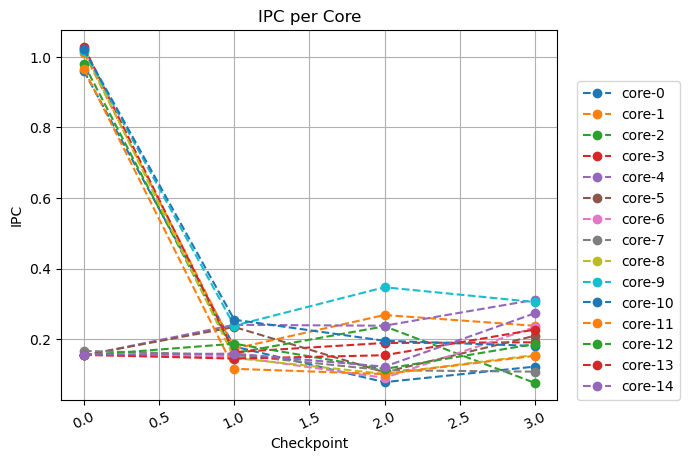 IPC per Core
IPC
1.0
0.8
0.6
0.4
0.2
0.0
0.5
1.0
1.5
2.0
2.5
3.0
Checkpoint
core-0
core-1
core-2
core-3
core-4
core-5
core-6
core-7
core-8
core-9
core-10
core-11
core-12
core-13
core-14